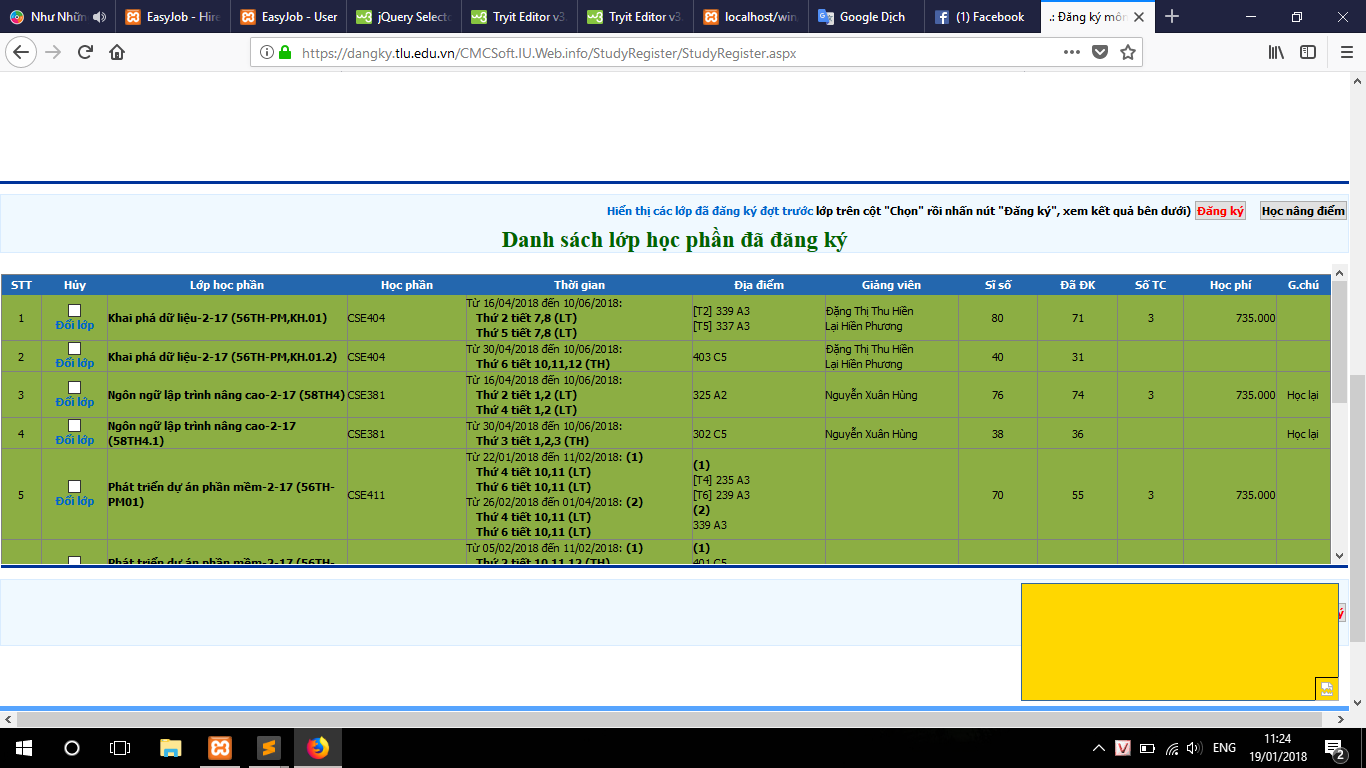 Như Nhữn
EasyJob - Hire
EasyJob - User
jQuery Selecto
Tryit Editor v3.
Tryit Editor v3.
localhost/win
Google Dịch
(1) Facebook
.: Đăng ký môn
https://dangky.tlu.edu.vn/CMCSoft.IU.Web.info/StudyRegister/StudyRegister.aspx
Hiển thị các lớp đã đăng ký đợt trước lớp trên cột "Chọn" rồi nhấn nút "Đăng ký", xem kết quả bên dưới) Đăng ký Học nâng điểm
Danh sách lớp học phần đã đăng ký
STT Hủy Lớp học phần Học phần Thời gian Địa điểm Giảng viên Sĩ số Đã ĐK Số TC Học phí G.chú
1 Đổi lớp Khai phá dữ liệu-2-17 (56TH-PM,KH.01) CSE404
Từ 16/04/2018 đến 10/06/2018:
Thứ 2 tiết 7,8 (LT)
Thứ 5 tiết 7,8 (LT)
[T2] 339 A3
[T5] 337 A3
Đặng Thị Thu Hiền
Lại Hiền Phương
80 71 3 735.000
2 Đổi lớp Khai phá dữ liệu-2-17 (56TH-PM,KH.01.2) CSE404
Từ 30/04/2018 đến 10/06/2018:
Thứ 6 tiết 10,11,12 (TH)
403 C5
Đặng Thị Thu Hiền
Lại Hiền Phương
40 31
3 Đổi lớp Ngôn ngữ lập trình nâng cao-2-17 (58TH4) CSE381
Từ 16/04/2018 đến 10/06/2018:
Thứ 2 tiết 1,2 (LT)
Thứ 4 tiết 1,2 (LT)
325 A2 Nguyễn Xuân Hùng 76 74 3 735.000 Học lại
4 Đổi lớp
Ngôn ngữ lập trình nâng cao-2-17
(58TH4.1)
CSE381
Từ 30/04/2018 đến 10/06/2018:
Thứ 3 tiết 1,2,3 (TH)
302 C5 Nguyễn Xuân Hùng 38 36 Học lại
5 Đổi lớp
Phát triển dự án phần mềm-2-17 (56TH-
PM01)
CSE411
Từ 22/01/2018 đến 11/02/2018: (1)
Thứ 4 tiết 10,11 (LT)
Thứ 6 tiết 10,11 (LT)
Từ 26/02/2018 đến 01/04/2018: (2)
Thứ 4 tiết 10,11 (LT)
Thứ 6 tiết 10,11 (LT)
(1)
[T4] 235 A3
[T6] 239 A3
(2)
339 A3
70 55 3 735.000
Phát triển dự án phần mềm-2-17 (56TH-
Từ 05/02/2018 đến 11/02/2018: (1)
Thứ 2 tiết 10,11,12 (TH)
(1)
401 C5
ý
ENG
11:24
19/01/2018
2